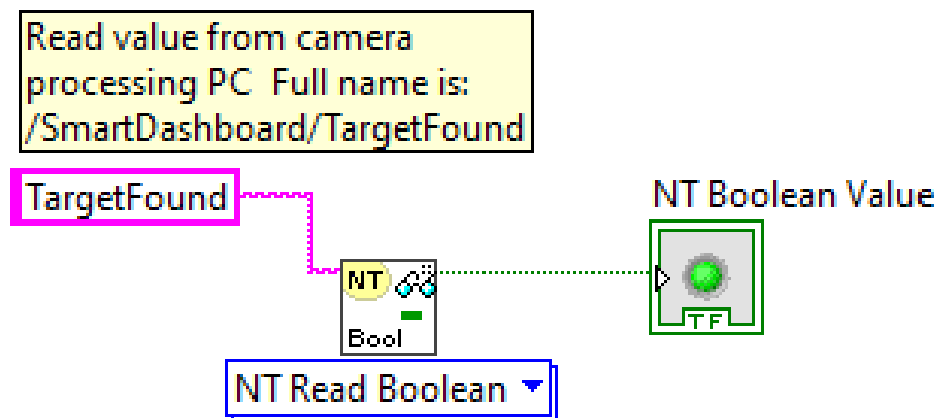 Read value from camera
processing PC  Full name is:
/SmartDashboard/TargetFound
TargetFound
NT Boolean Value
NT
Bool
TF
NT Read Boolean